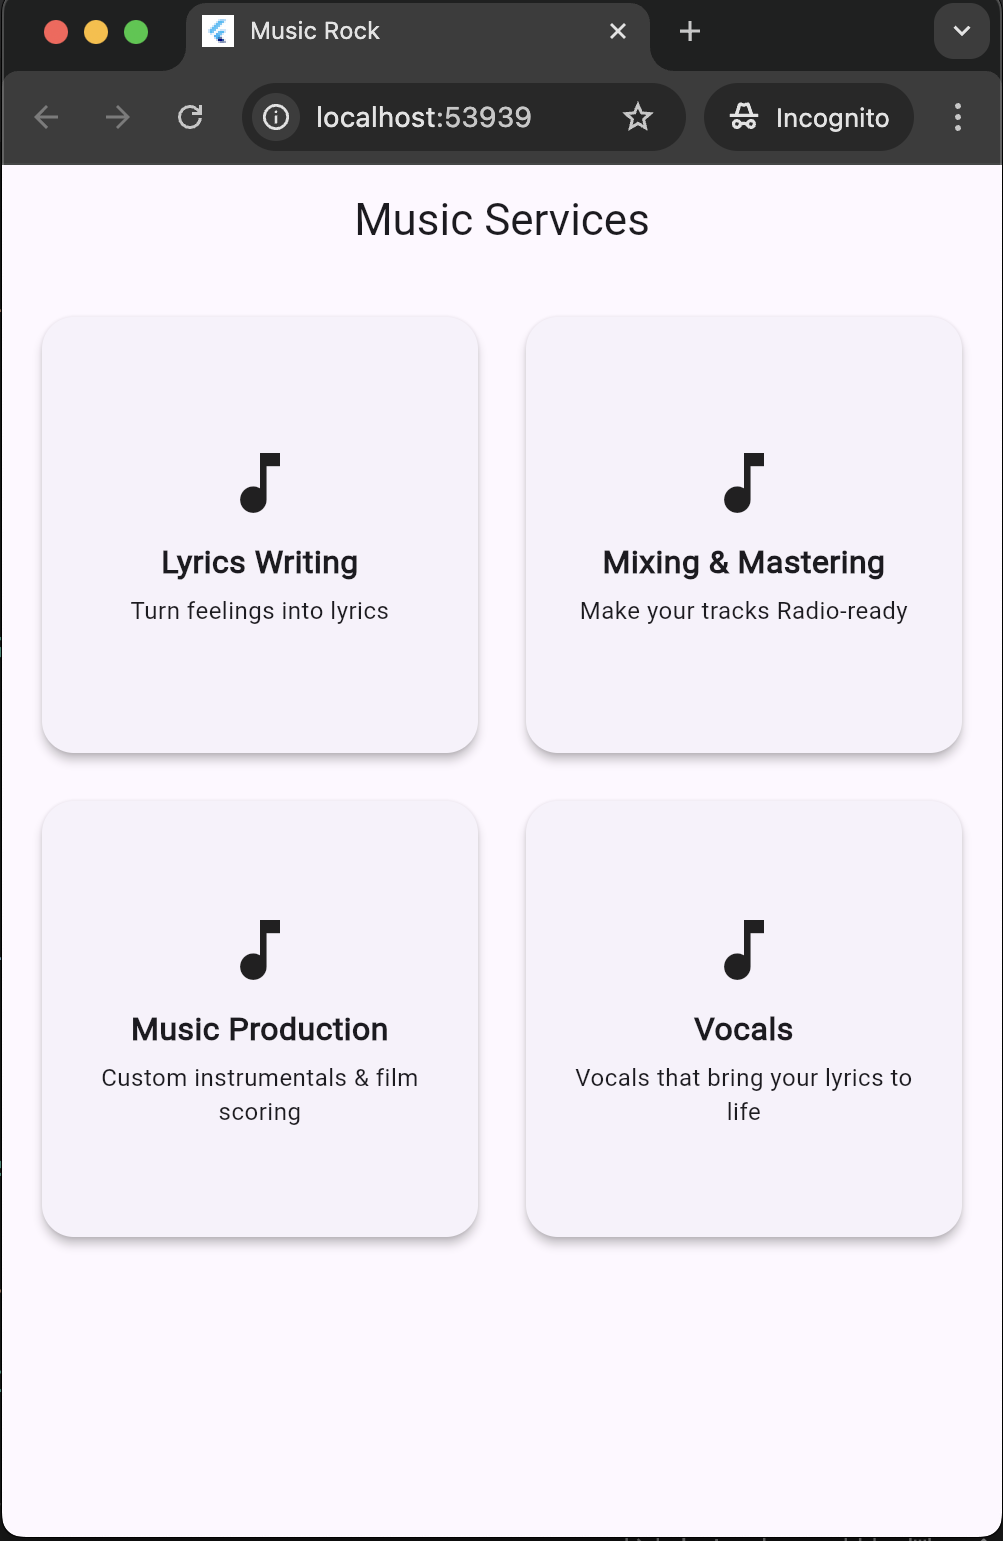 Music Rock
localhost:53939
Incognito
Music Services
Lyrics Writing
Turn feelings into lyrics
Mixing & Mastering
Make your tracks Radio-ready
Music Production
Custom instrumentals & film
scoring
Vocals
Vocals that bring your lyrics to
life